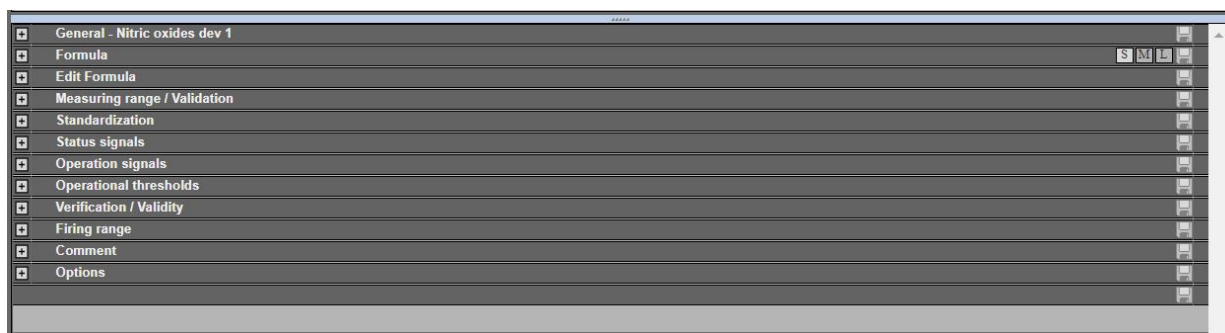 General - Nitric oxides dev 1
Formula S M L
Edit Formula
Measuring range / Validation
Standardization
Status signals
Operation signals
Operational thresholds
Verification / Validity
Firing range
Comment
Options